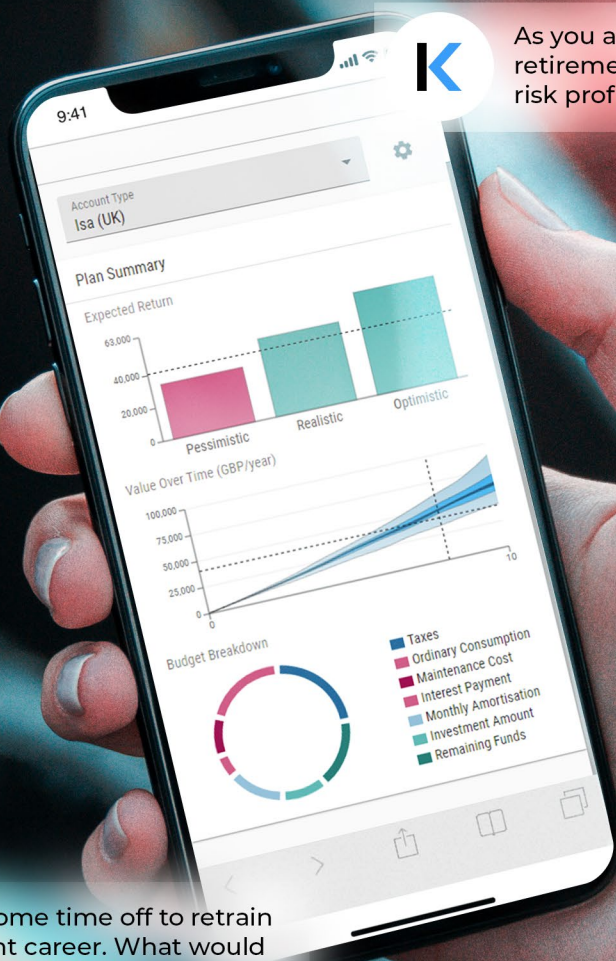 As you a
retireme
risk prof
9:41
Account Type
Isa (UK)
Plan Summary
Expected Return
63,000
40,000
20,000
0
Pessimistic
Realistic
Optimistic
Value Over Time (GBP/year)
100,000
75,000
50,000
25,000
0
0
10
Budget Breakdown
Taxes
Ordinary Consumption
Maintenance Cost
Interest Payment
Monthly Amortisation
Investment Amount
Remaining Funds
ome time off to retrain
nt career. What would